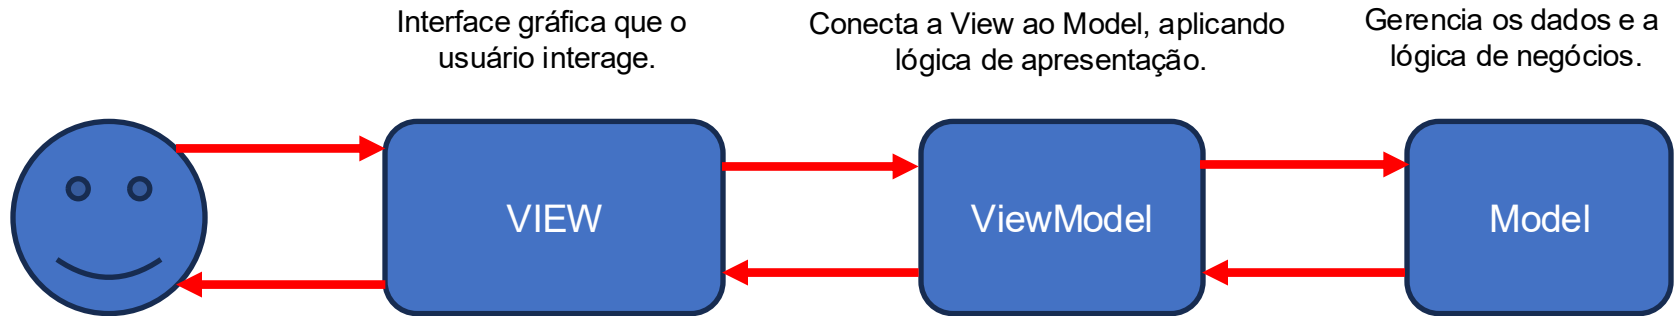 Interface gráfica que o
usuário interage.
Conecta a View ao Model, aplicando
lógica de apresentação.
Gerencia os dados e a
lógica de negócios.
VIEW
ViewModel
Model